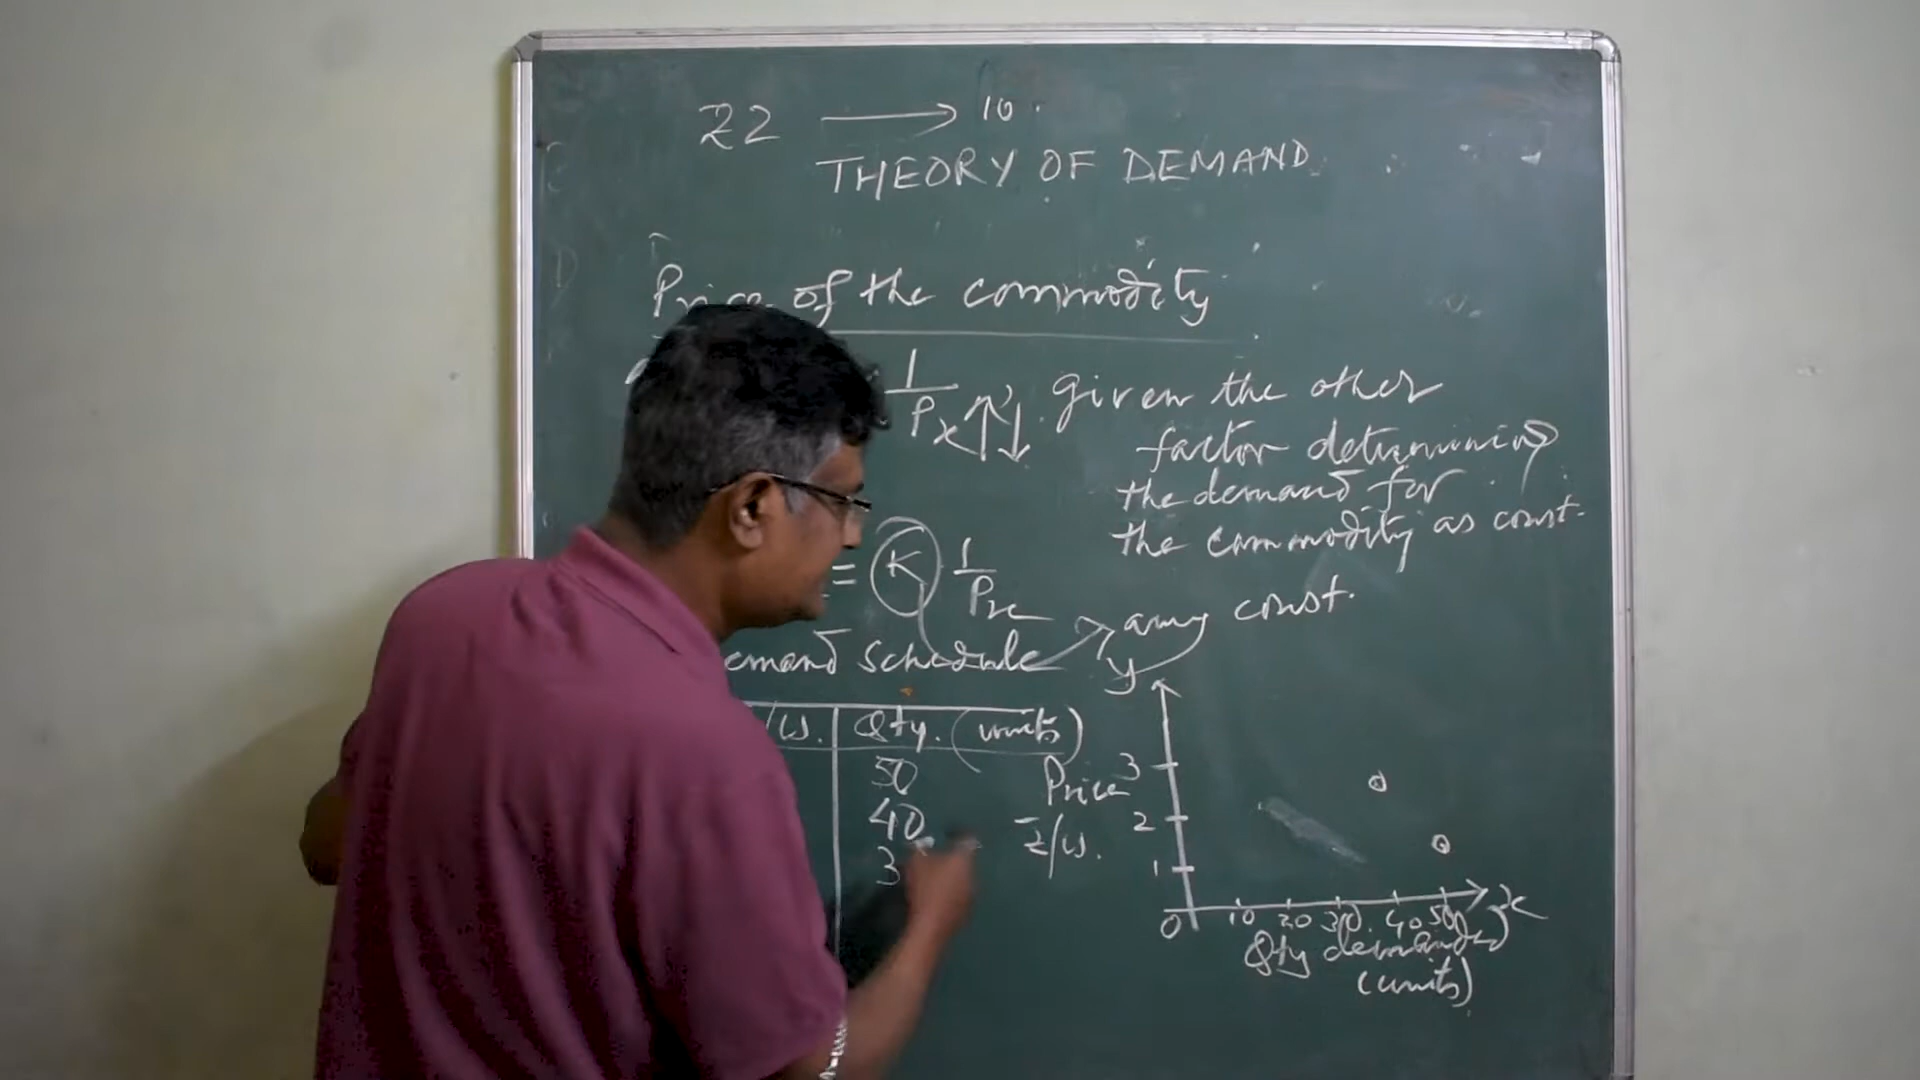 22 → 10
THEORY OF DEMAND
Price of the commodity
1/Px ↑↓ given the other
factor determining
the demand for
the commodity as const.
= K 1/Px
any const.
emand schedule
/us. Qty. (units)
50
40
3
y
Price
/us.
3
2
1
0 10 20 30 40 50 x
Qty demanded
(units)